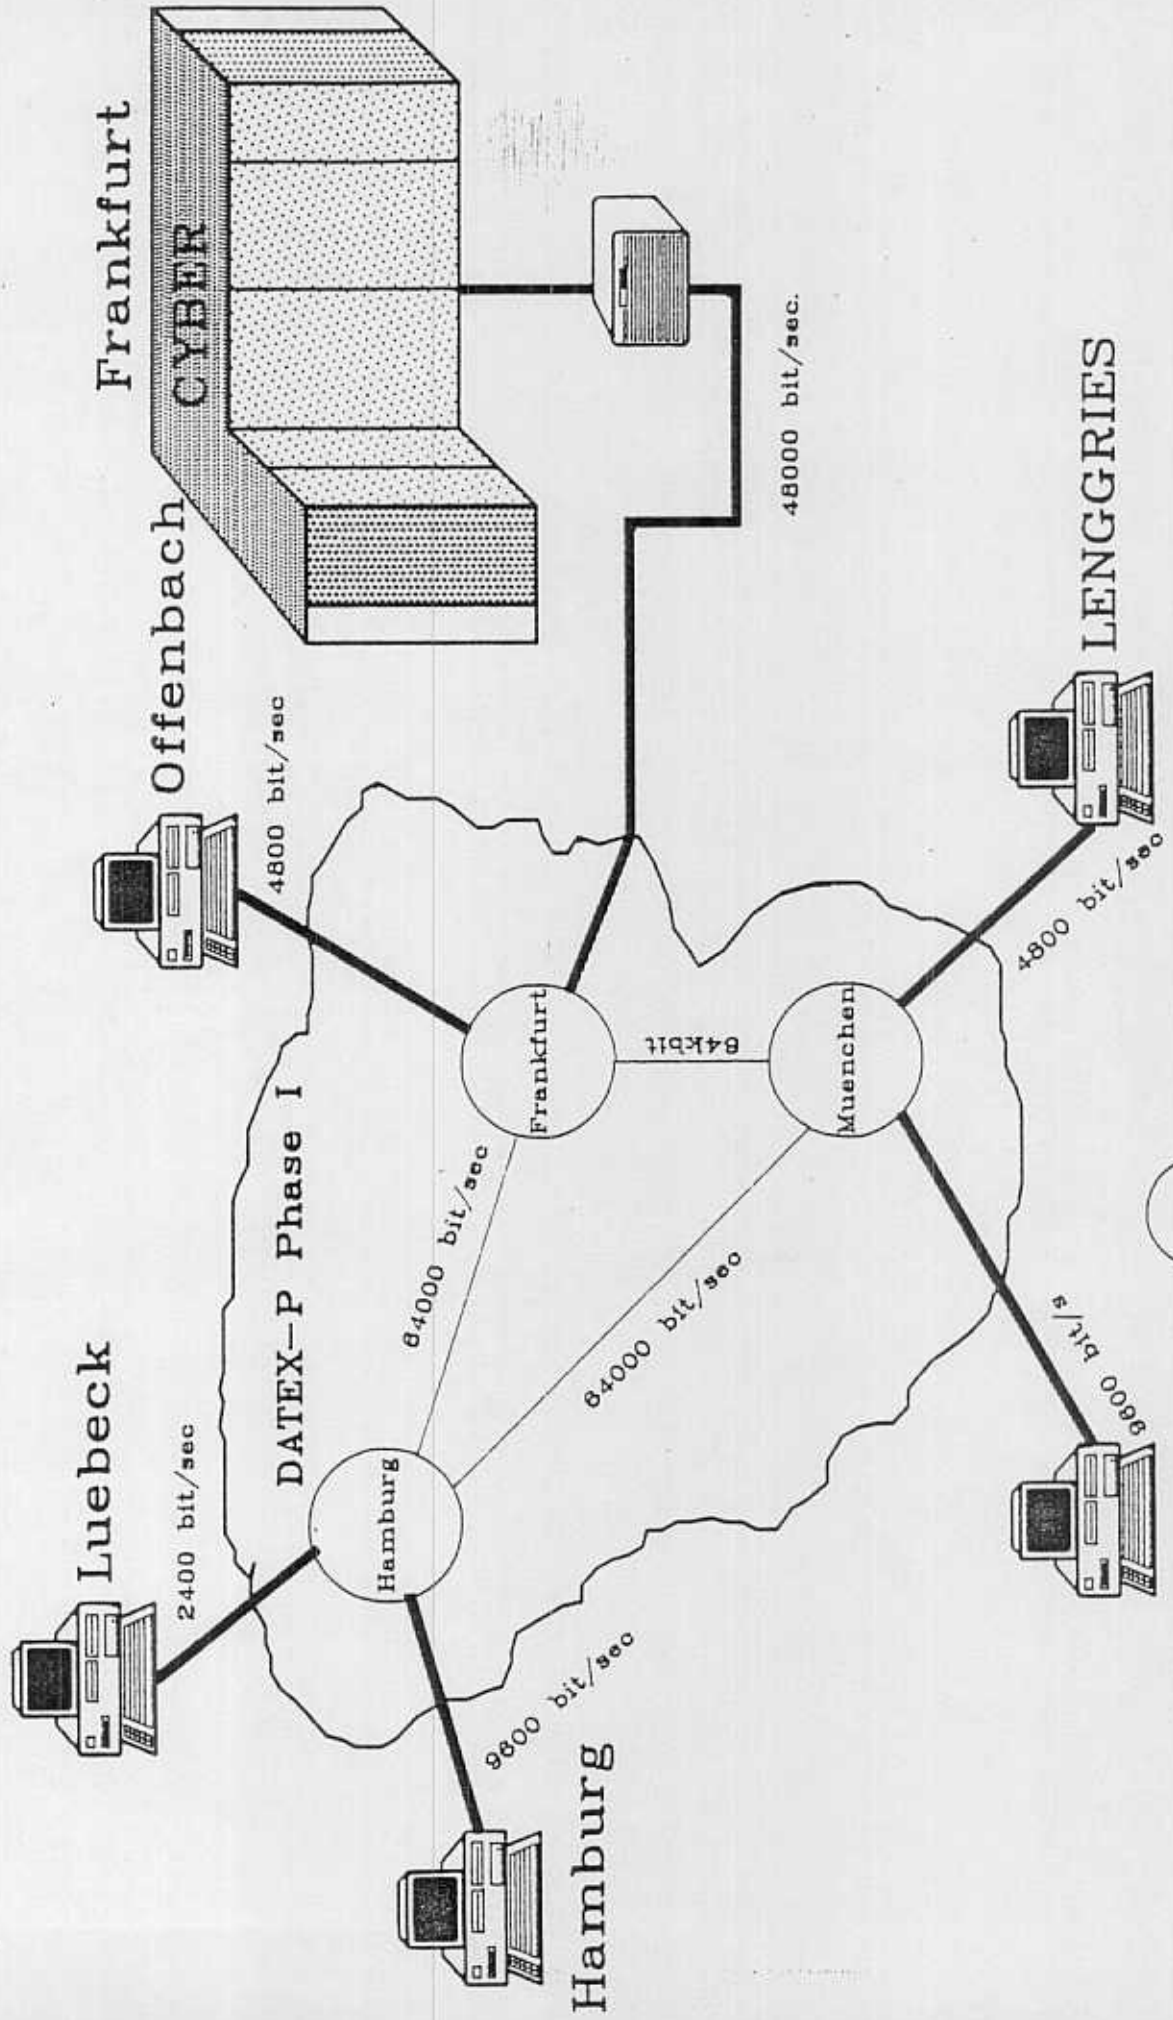 Frankfurt
CYBER
Offenbach
4800 bit/sec
Luebeck
2400 bit/sec
DATEX-P Phase I
Hamburg
64000 bit/sec
Frankfurt
64kbit
64000 bit/sec
Muenchen
48000 bit/sec.
9600 bit/sec
Hamburg
9600 bit/s
4800 bit/sec
LENGGRIES